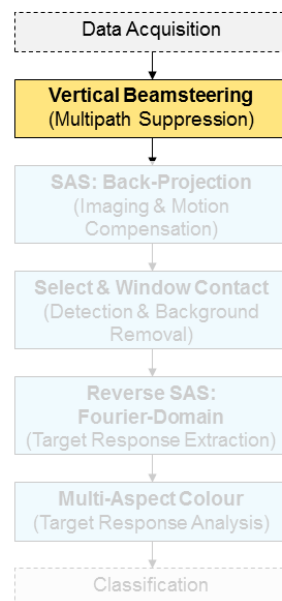 Data Acquisition
Vertical Beamsteering
(Multipath Suppression)
SAS: Back-Projection
(Imaging & Motion
Compensation)
Select & Window Contact
(Detection & Background
Removal)
Reverse SAS:
Fourier-Domain
(Target Response Extraction)
Multi-Aspect Colour
(Target Response Analysis)
Classification